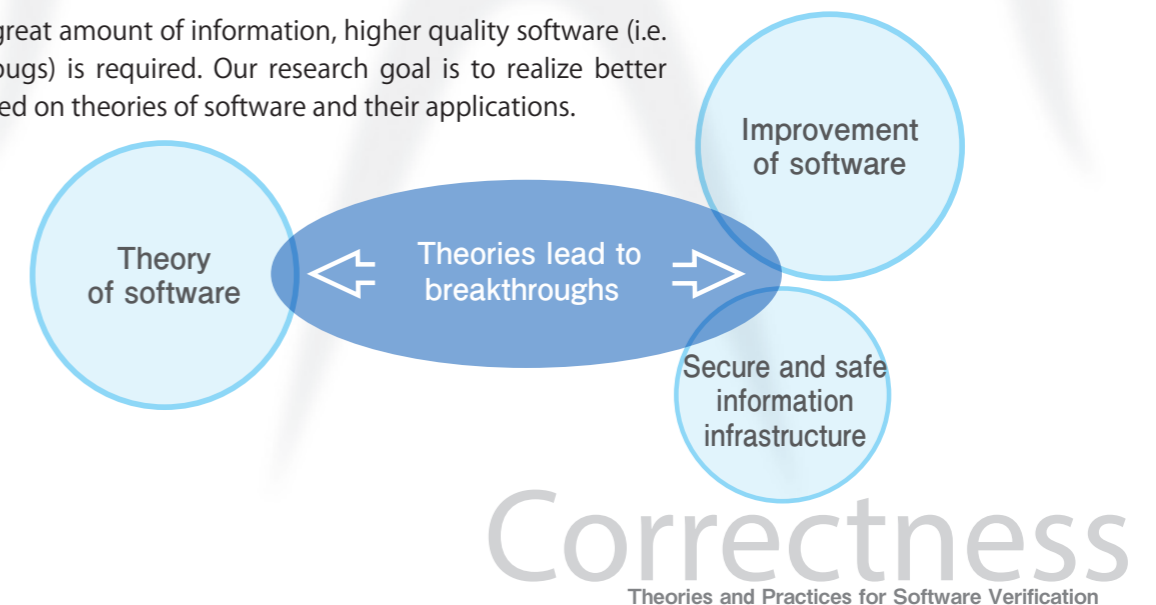 great amount of information, higher quality software (i.e.
bugs) is required. Our research goal is to realize better
ed on theories of software and their applications.
Improvement
of software
Theory
of software
Theories lead to
breakthroughs
Secure and safe
information
infrastructure
Correctness
Theories and Practices for Software Verification